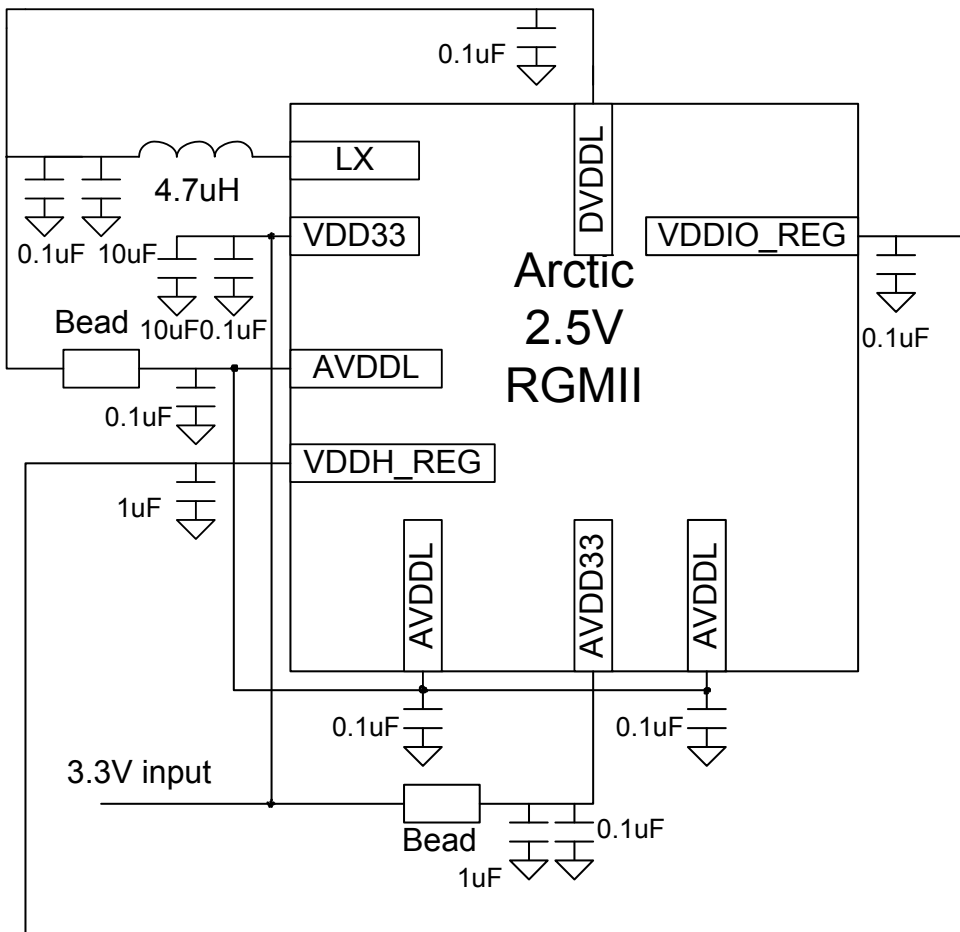 0.1uF
LX
DVDDL
4.7uH
VDD33
VDDIO_REG
0.1uF 10uF
Arctic
2.5V
RGMII
10uF0.1uF
0.1uF
Bead
AVDDL
0.1uF
VDDH_REG
1uF
AVDDL
AVDD33
AVDDL
0.1uF
0.1uF
3.3V input
Bead
0.1uF
1uF